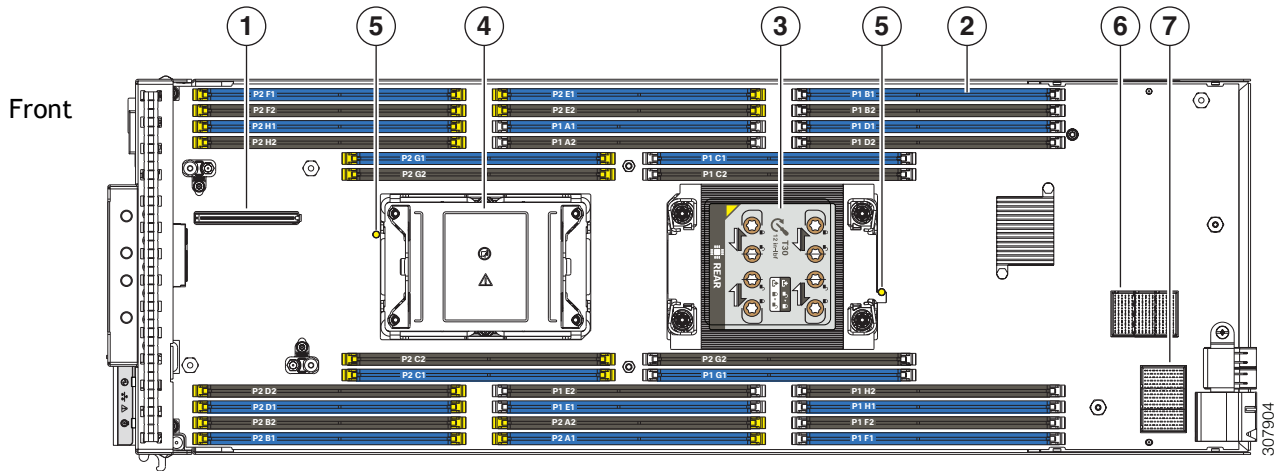 1 5 4 3 5 2 6 7
Front
P2 F1 P2 E1 P1 B1
P2 F2 P2 E2 P1 B2
P2 H1 P1 A1 P1 D1
P2 H2 P1 A2 P1 D2
P2 G1 P1 C1
P2 G2 P1 C2
T30
12 in-lbf
REAR
P2 C2 P2 G2
P2 C1 P1 G1
P2 D2 P1 E2 P1 H2
P2 D1 P1 E1 P1 H1
P2 B2 P2 A2 P1 F2
P2 B1 P2 A1 P1 F1
307904